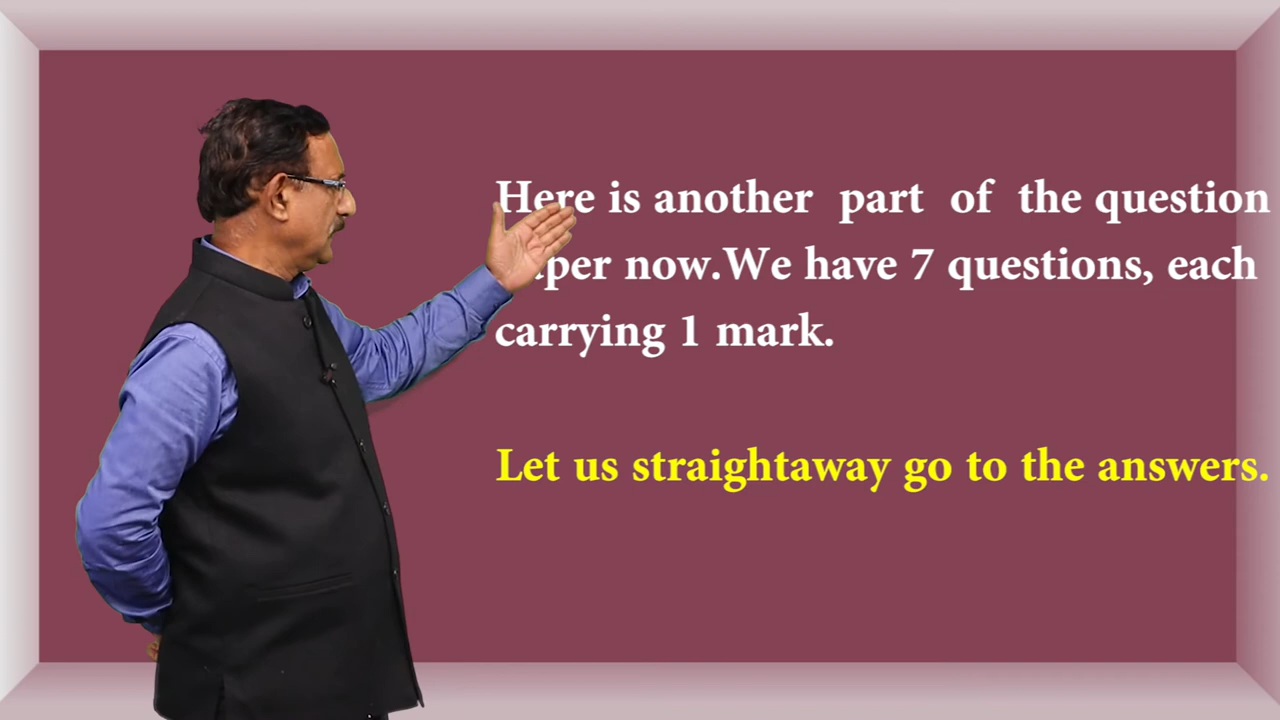 Here is another part of the question
now.We have 7 questions, each
carrying 1 mark.
Let us straightaway go to the answers.